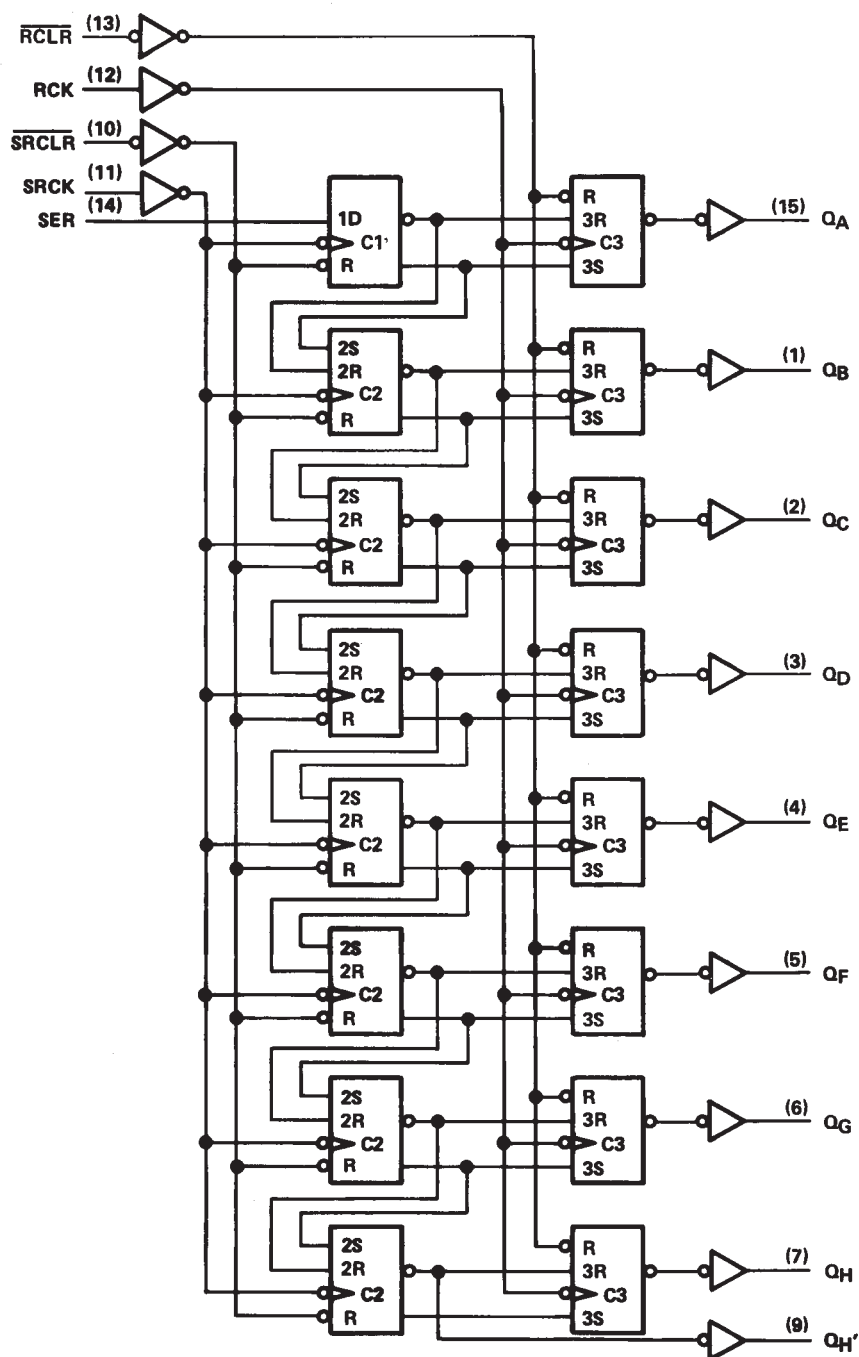 RCLR (13)
RCK (12)
SRCLR (10)
SRCK (11)
SER (14)
1D
C1
R
R
3R
C3
3S
(15) QA
2S
2R
C2
R
R
3R
C3
3S
(1) QB
2S
2R
C2
R
R
3R
C3
3S
(2) QC
2S
2R
C2
R
R
3R
C3
3S
(3) QD
2S
2R
C2
R
R
3R
C3
3S
(4) QE
2S
2R
C2
R
R
3R
C3
3S
(5) QF
2S
2R
C2
R
R
3R
C3
3S
(6) QG
2S
2R
C2
R
R
3R
C3
3S
(7) QH
(9) QH'